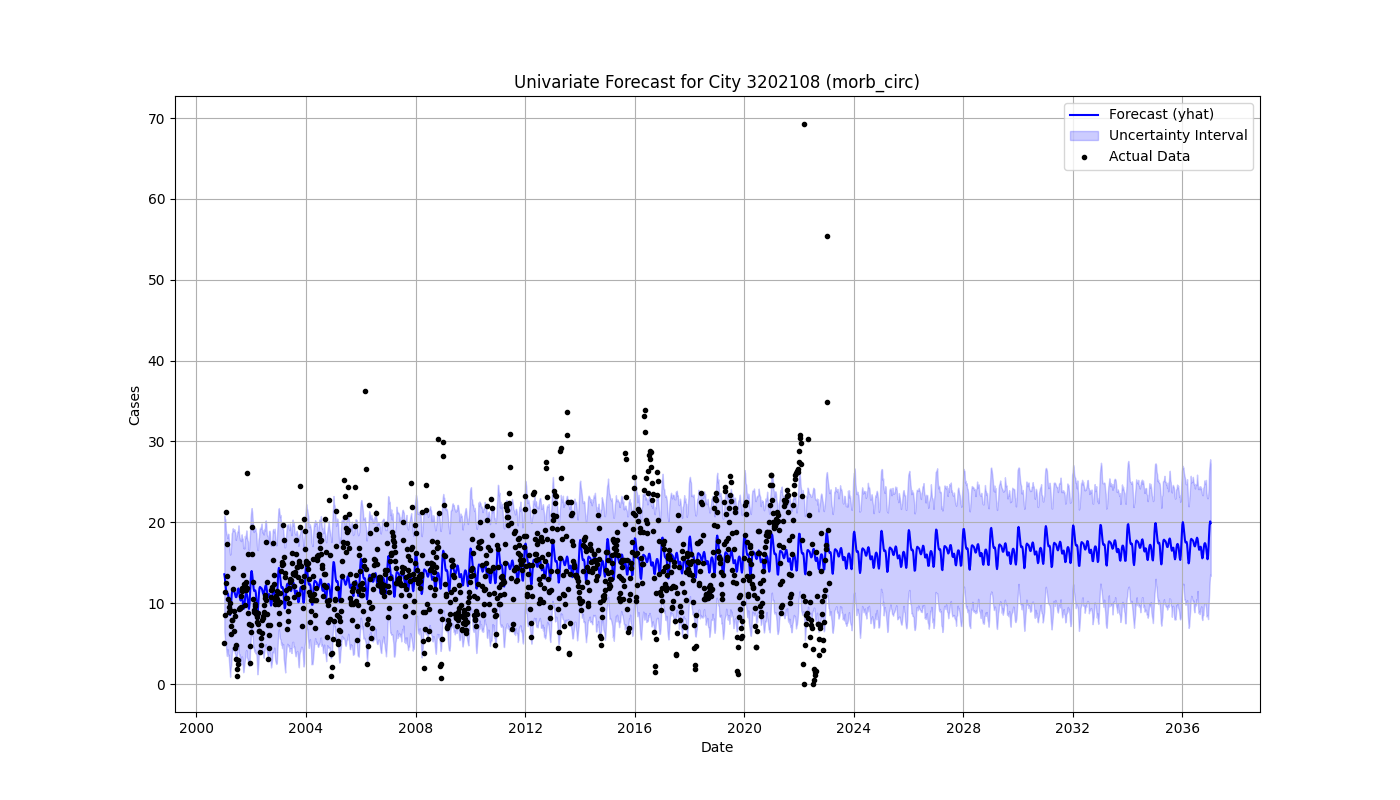 Univariate Forecast for City 3202108 (morb_circ)
Forecast (yhat)
Uncertainty Interval
Actual Data
70
60
50
40
30
20
10
0
Cases
2000 2004 2008 2012 2016 2020 2024 2028 2032 2036
Date